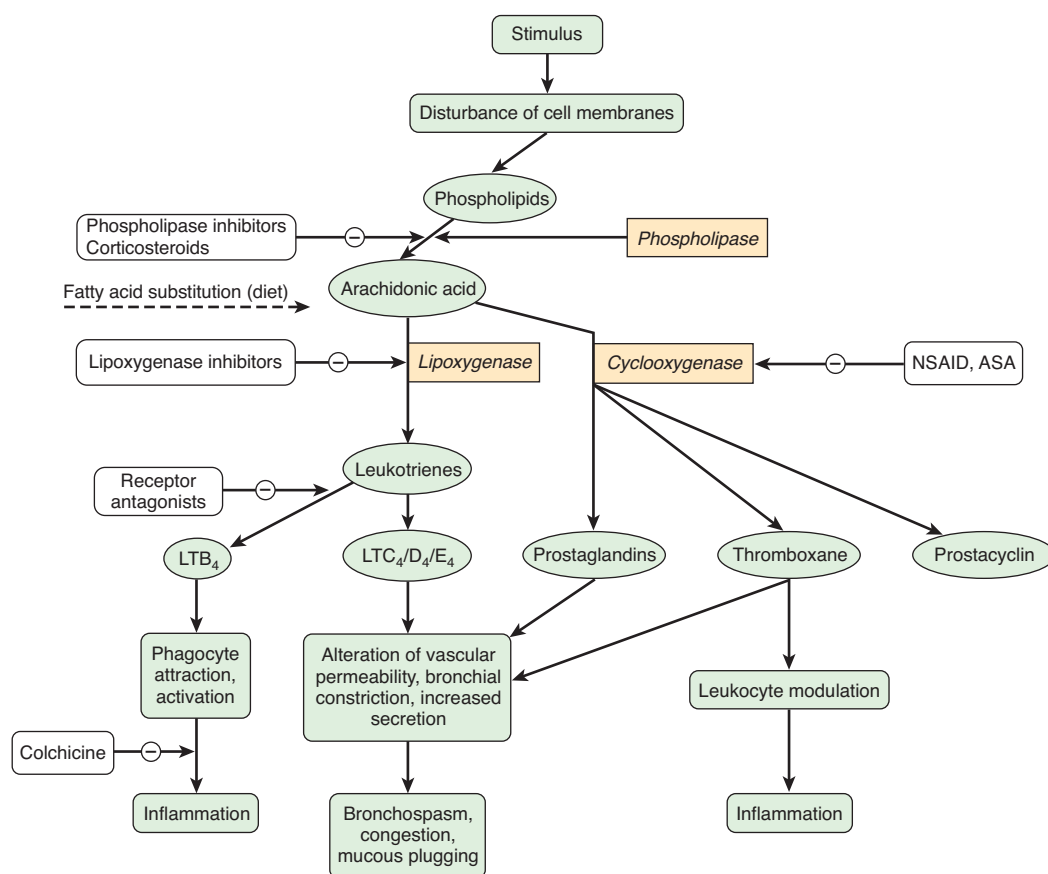 Stimulus
Disturbance of cell membranes
Phospholipids
Phospholipase inhibitors
Corticosteroids
−
Phospholipase
Arachidonic acid
Fatty acid substitution (diet)
Lipoxygenase inhibitors
−
Lipoxygenase
Cyclooxygenase
−
NSAID, ASA
Leukotrienes
Receptor
antagonists
−
LTB₄
LTC₄/D₄/E₄
Prostaglandins
Thromboxane
Prostacyclin
Phagocyte
attraction,
activation
Alteration of vascular
permeability, bronchial
constriction, increased
secretion
Leukocyte modulation
Colchicine
−
Inflammation
Bronchospasm,
congestion,
mucous plugging
Inflammation